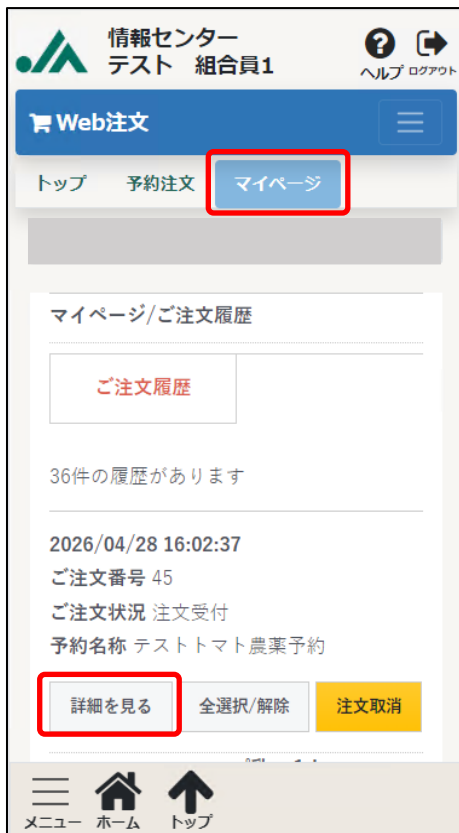 情報センター
テスト 組合員1
ヘルプ ログアウト
Web注文
トップ 予約注文 マイページ
マイページ/ご注文履歴
ご注文履歴
36件の履歴があります
2026/04/28 16:02:37
ご注文番号 45
ご注文状況 注文受付
予約名称 テストトマト農薬予約
詳細を見る 全選択/解除 注文取消
メニュー ホーム トップ